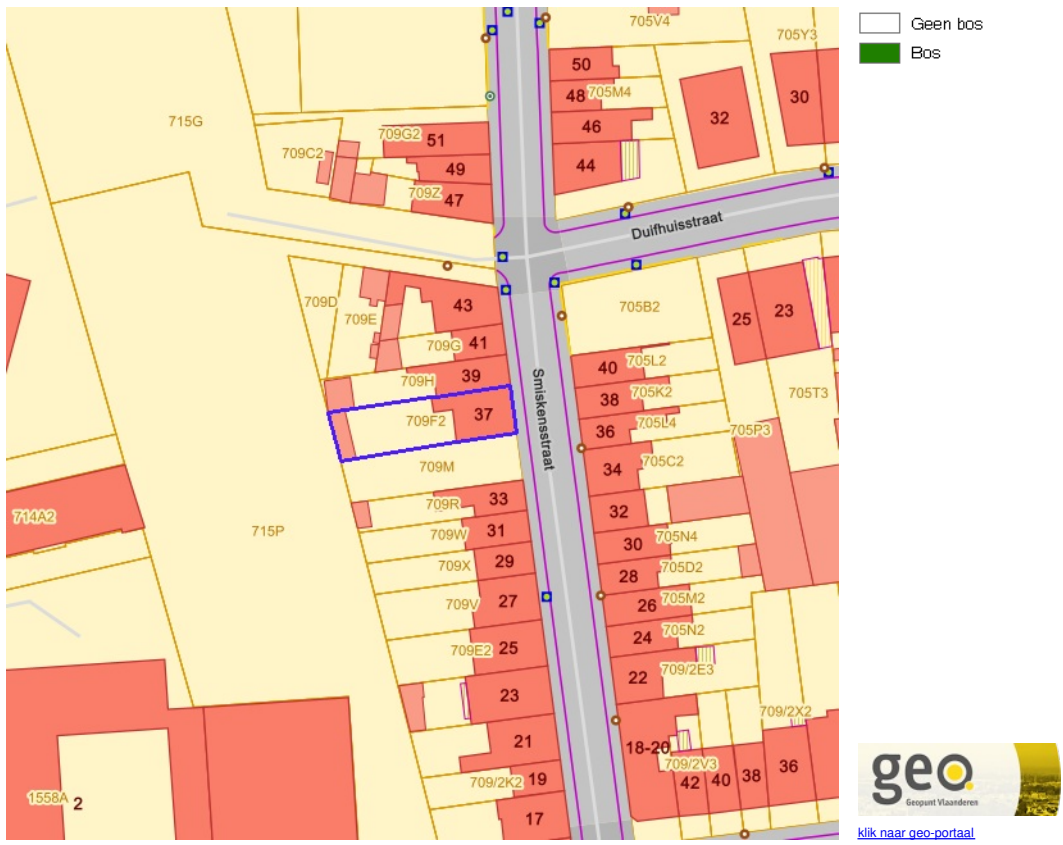 705V4
705Y3
Geen bos
Bos
50
48
705M4
30
32
46
715G
709G2
51
709C2
49
44
709Z
47
Duifhuisstraat
709D
43
709E
705B2
25
23
709G
41
40
705L2
709H
39
38
705K2
705T3
709F2
37
36
705L4
705P3
Smiskensstraat
709M
34
705C2
33
709R
32
714A2
715P
31
709W
30
705N4
29
709X
28
705D2
27
709V
26
705M2
24
705N2
709E2
25
22
709/2E3
23
709/2X2
21
18-20
709/2V3
36
709/2K2
19
42
40
38
1558A
2
17
geo
Geopunt Vlaanderen
klik naar geo-portaal